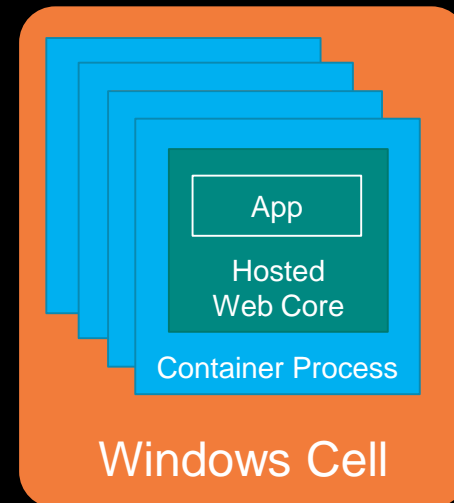 App
Hosted
Web Core
Container Process
Windows Cell